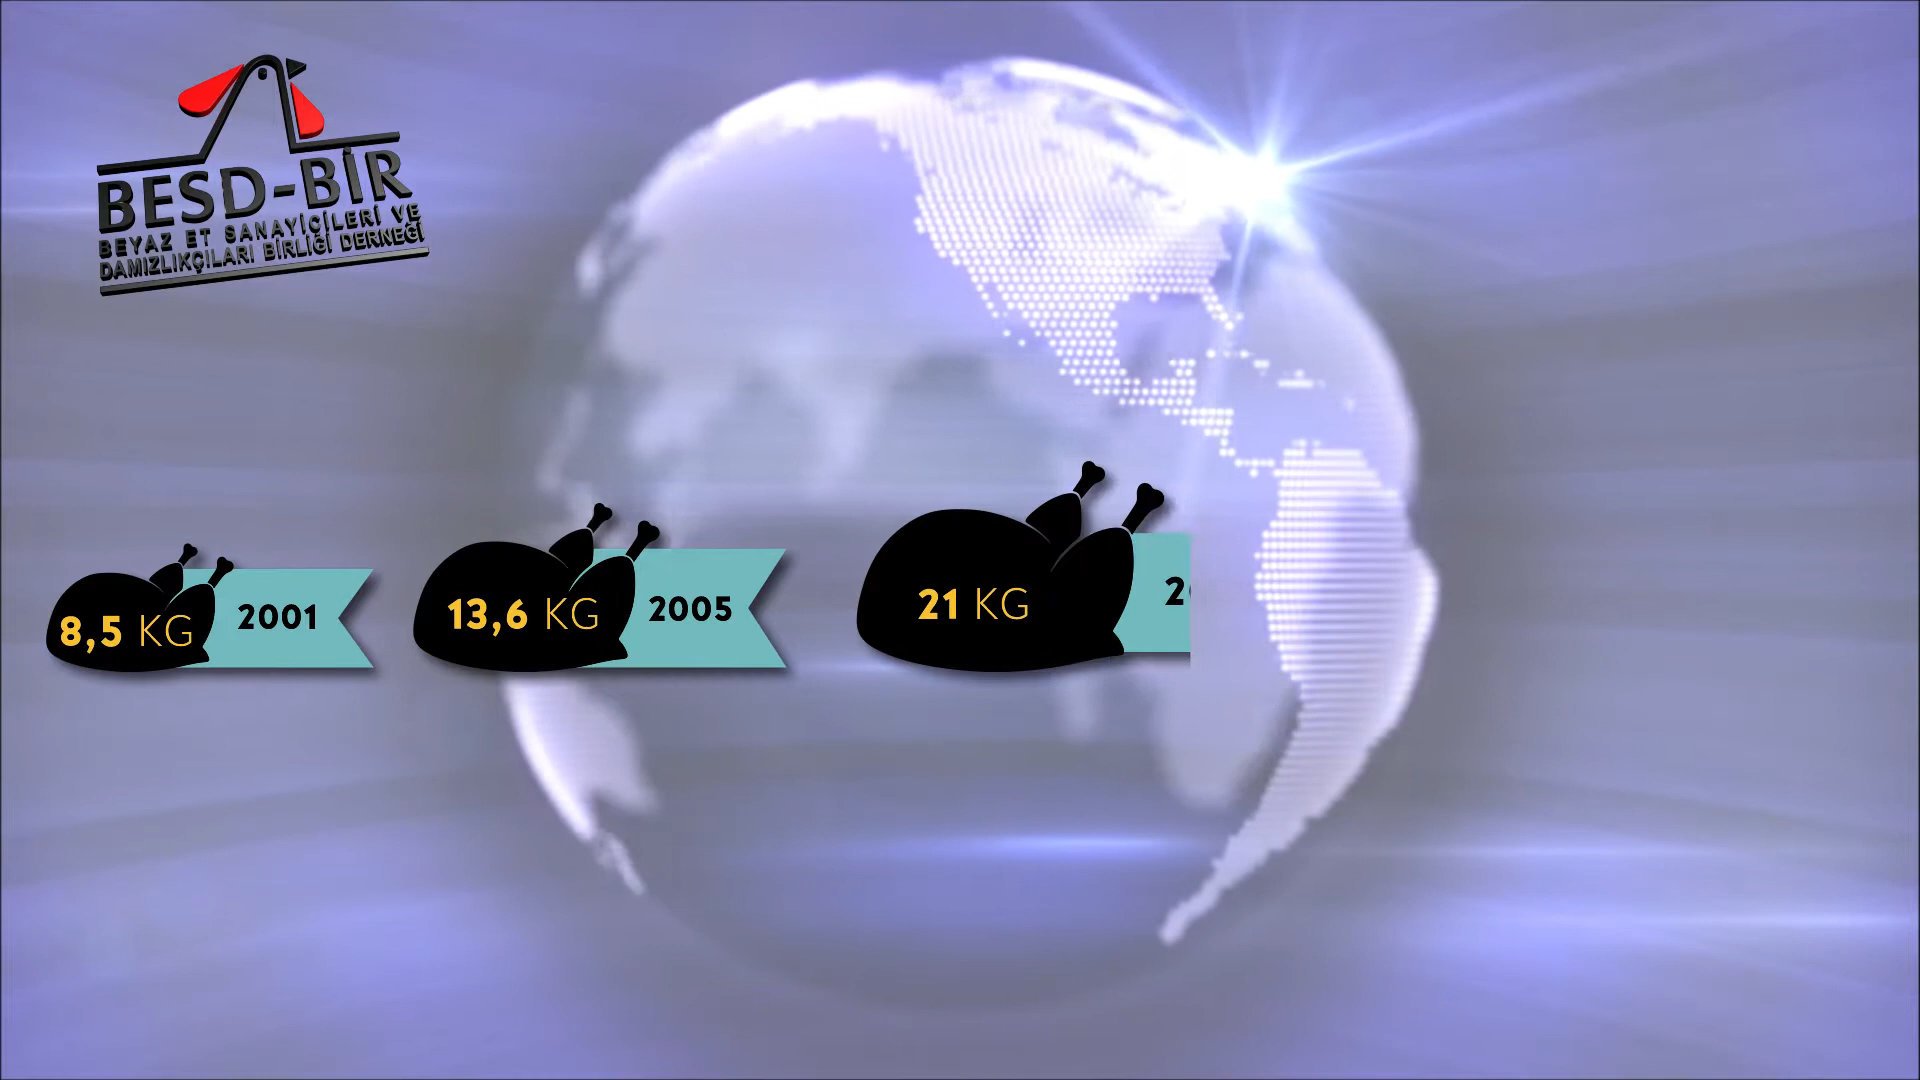 BESD-BİR
BEYAZ ET SANAYİCİLERİ VE
DAMIZLIKÇILARI BİRLİĞİ DERNEĞİ
8,5 KG 2001
13,6 KG 2005
21 KG